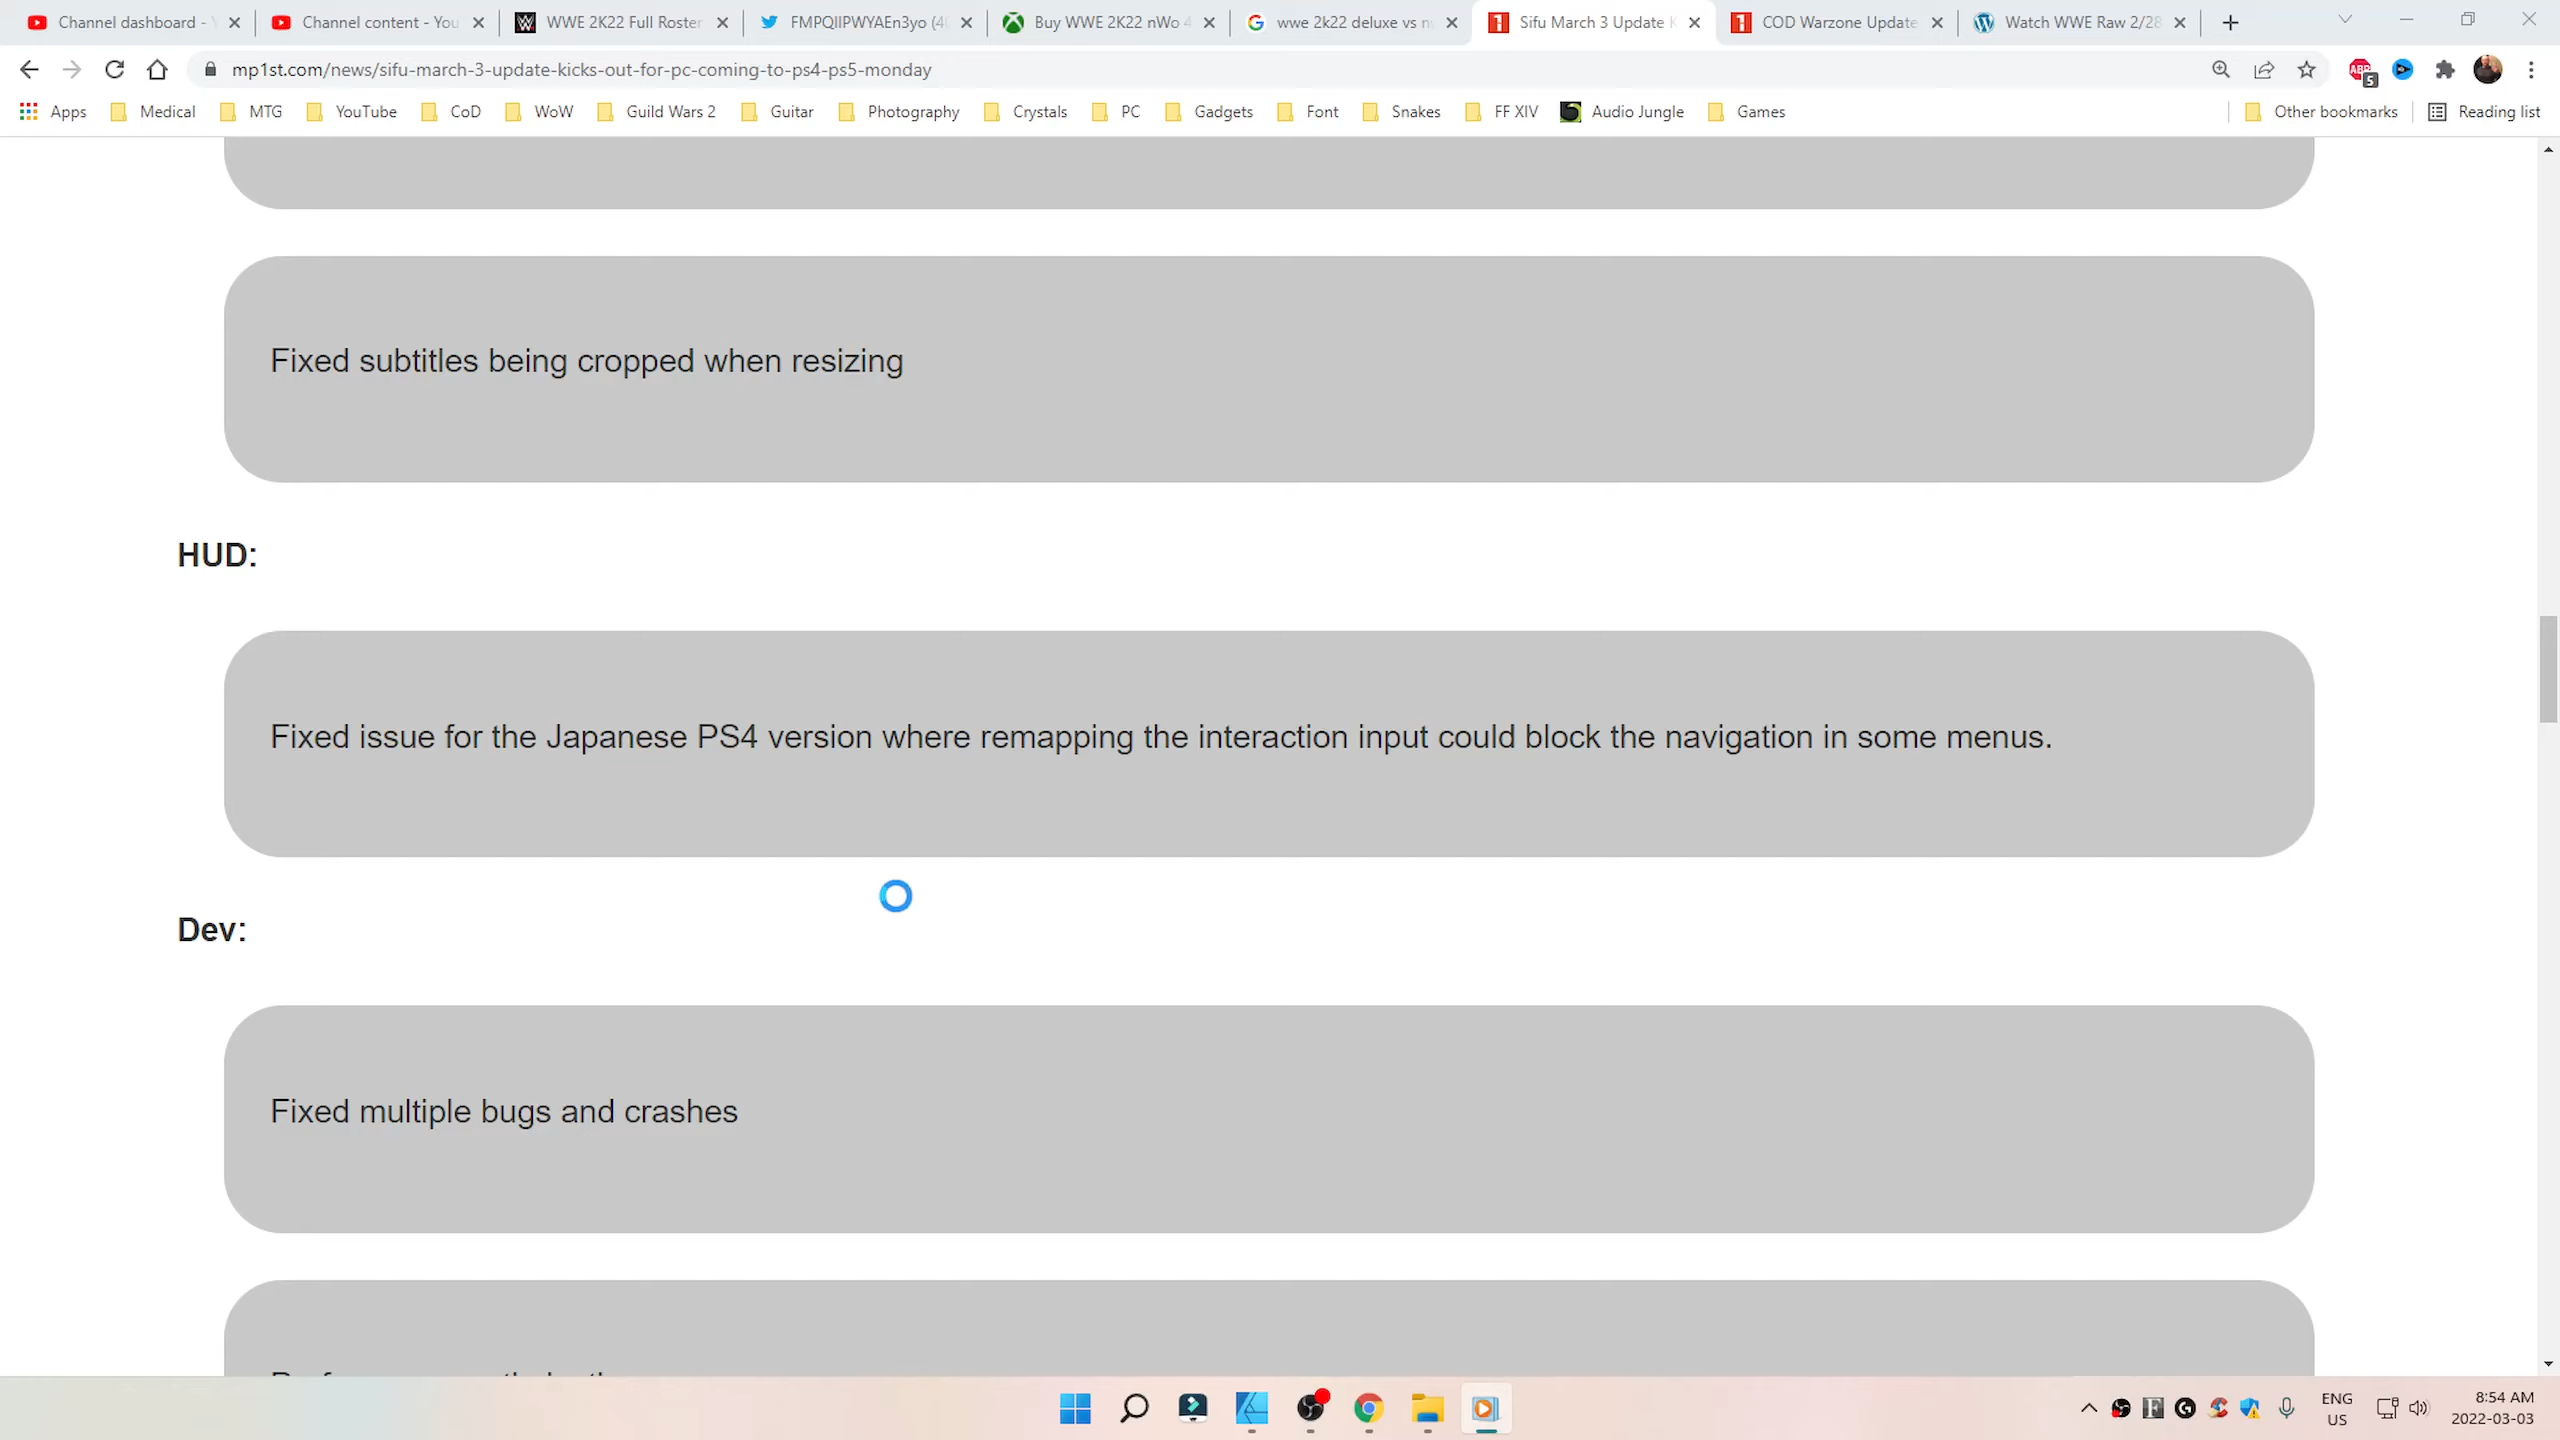 Channel dashboard -
Channel content - You
WWE 2K22 Full Roster
FMPQIIPWYAEn3yo (4
Buy WWE 2K22 nWo 4
wwe 2k22 deluxe vs n
Sifu March 3 Update K
COD Warzone Update
Watch WWE Raw 2/28
mp1st.com/news/sifu-march-3-update-kicks-out-for-pc-coming-to-ps4-ps5-monday
ABP
5
Apps
Medical
MTG
YouTube
CoD
WoW
Guild Wars 2
Guitar
Photography
Crystals
PC
Gadgets
Font
Snakes
FF XIV
Audio Jungle
Games
Other bookmarks
Reading list
Fixed subtitles being cropped when resizing
HUD:
Fixed issue for the Japanese PS4 version where remapping the interaction input could block the navigation in some menus.
Dev:
Fixed multiple bugs and crashes
ENG
US
8:54 AM
2022-03-03